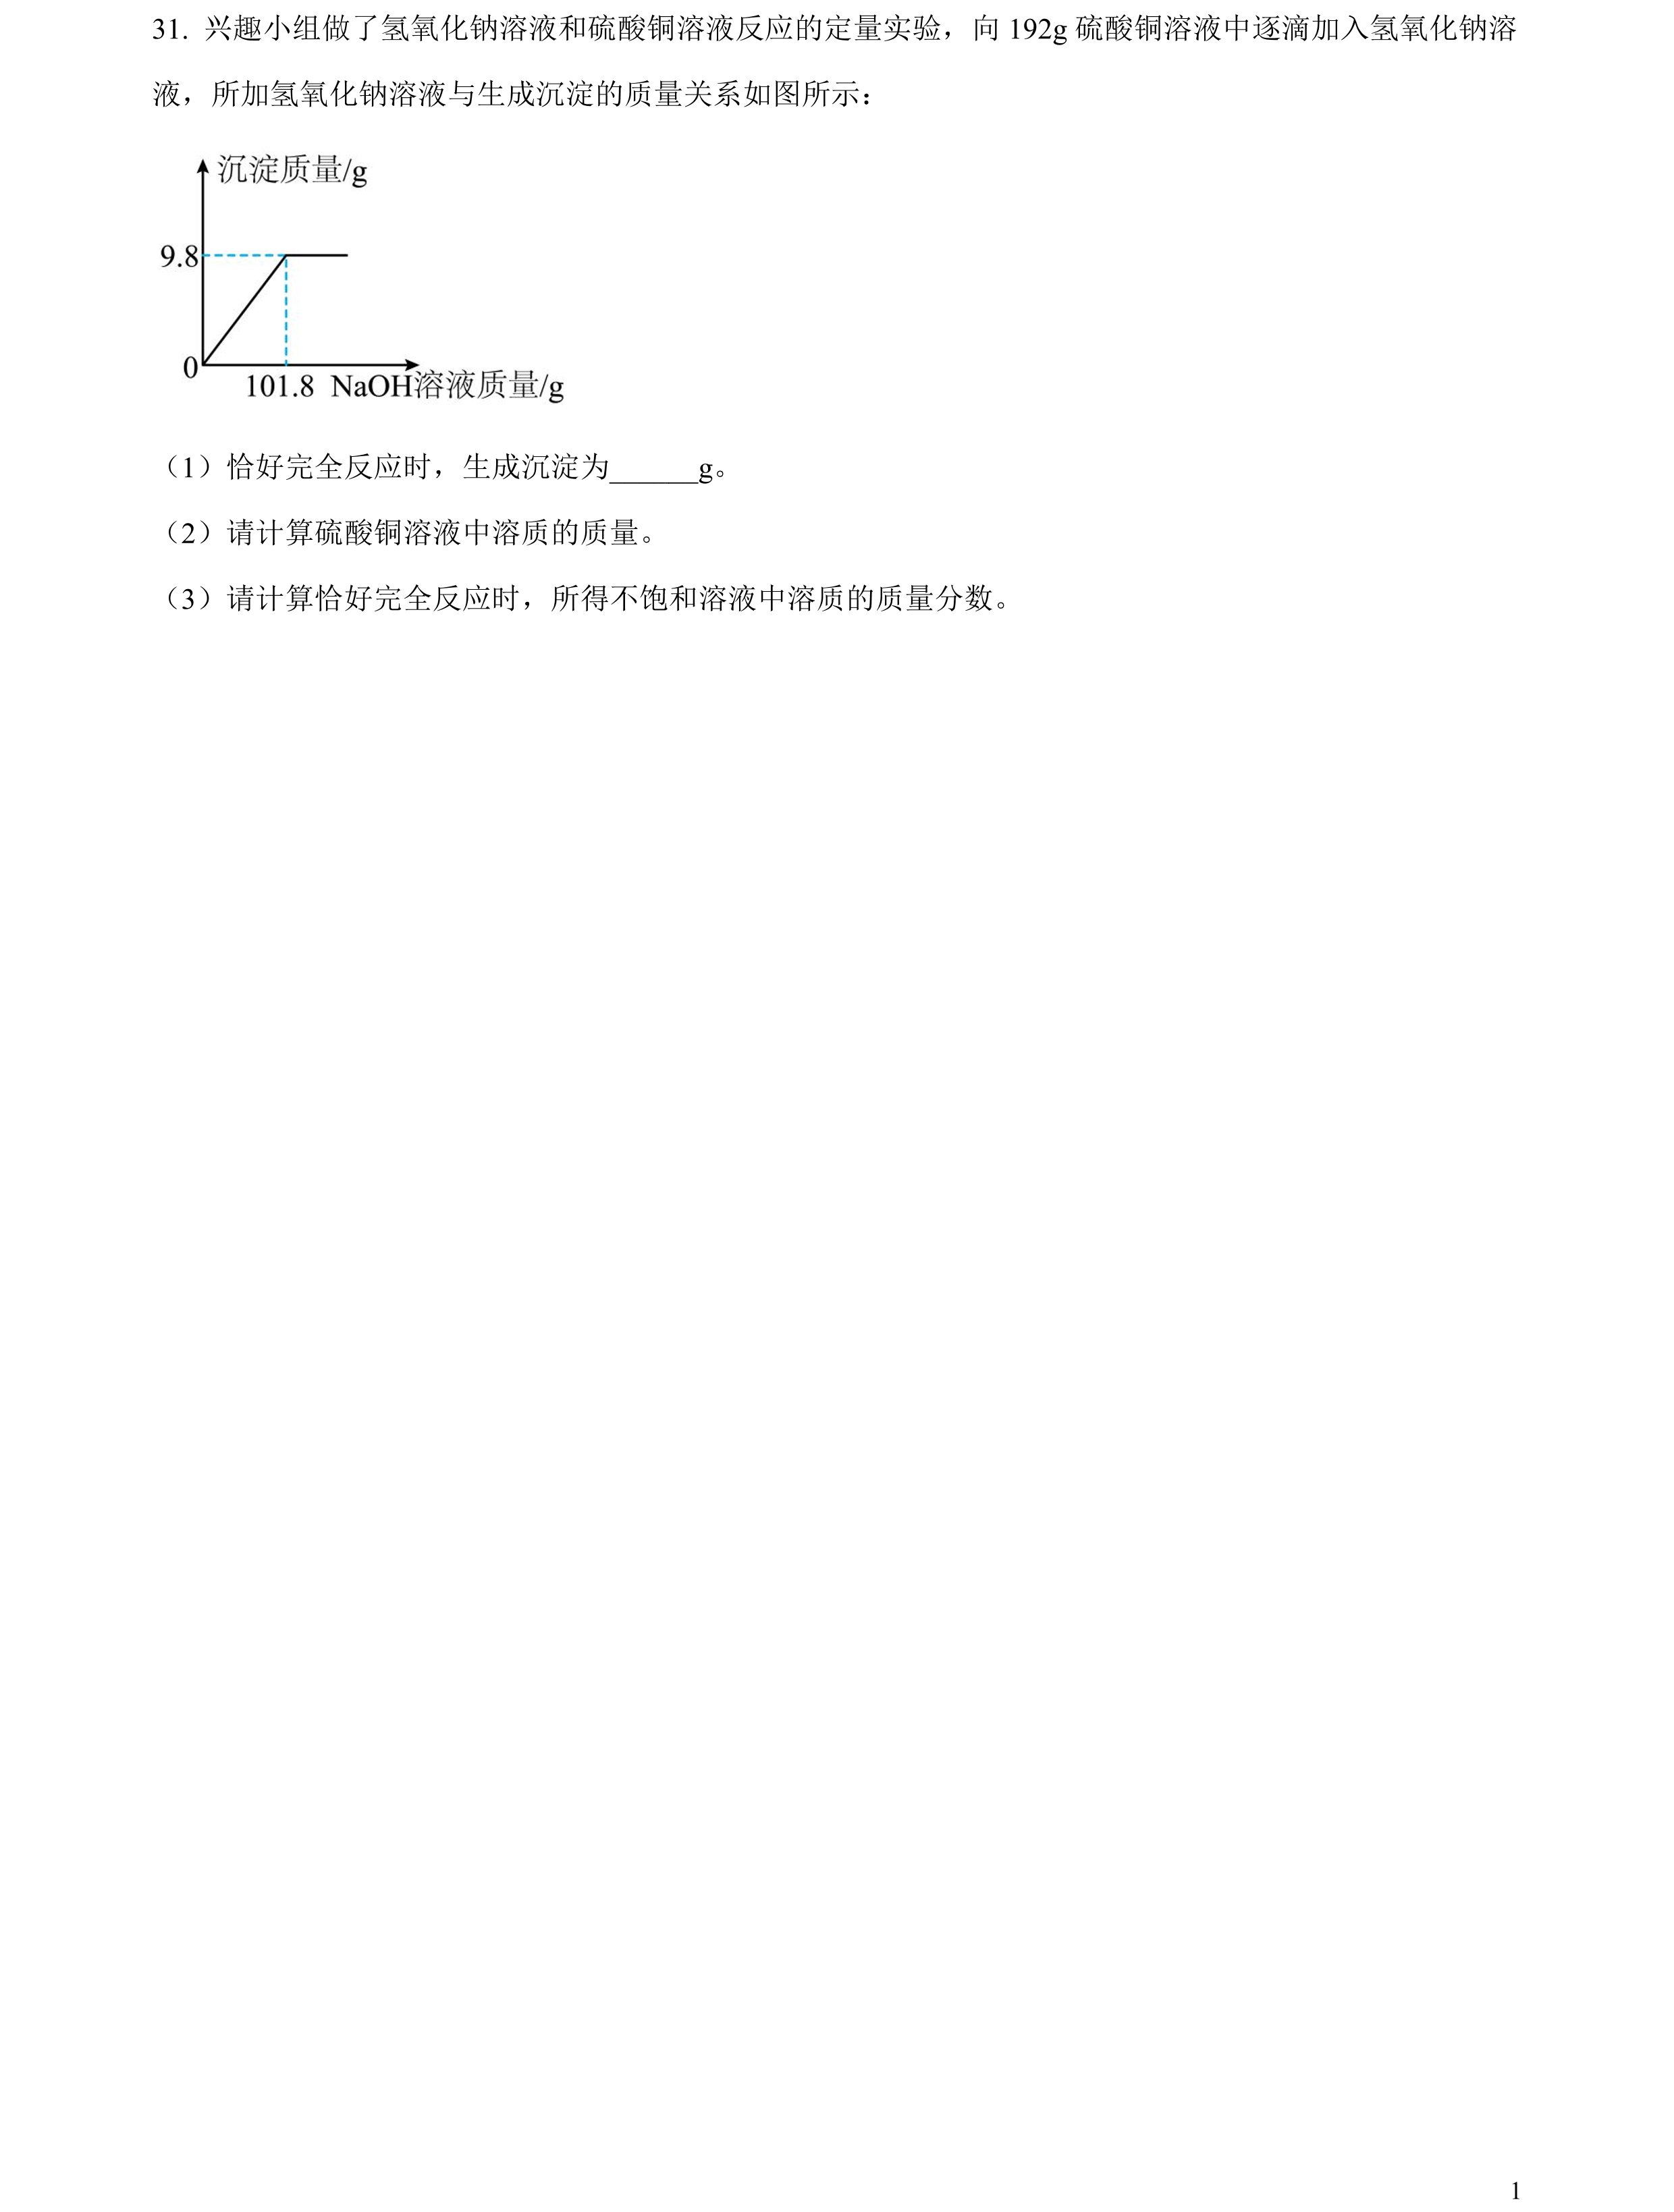 31. 兴趣小组做了氢氧化钠溶液和硫酸铜溶液反应的定量实验，向 192g 硫酸铜溶液中逐滴加入氢氧化钠溶
液，所加氢氧化钠溶液与生成沉淀的质量关系如图所示：
沉淀质量/g
9.8
0
101.8 NaOH溶液质量/g
（1）恰好完全反应时，生成沉淀为______g。
（2）请计算硫酸铜溶液中溶质的质量。
（3）请计算恰好完全反应时，所得不饱和溶液中溶质的质量分数。
1